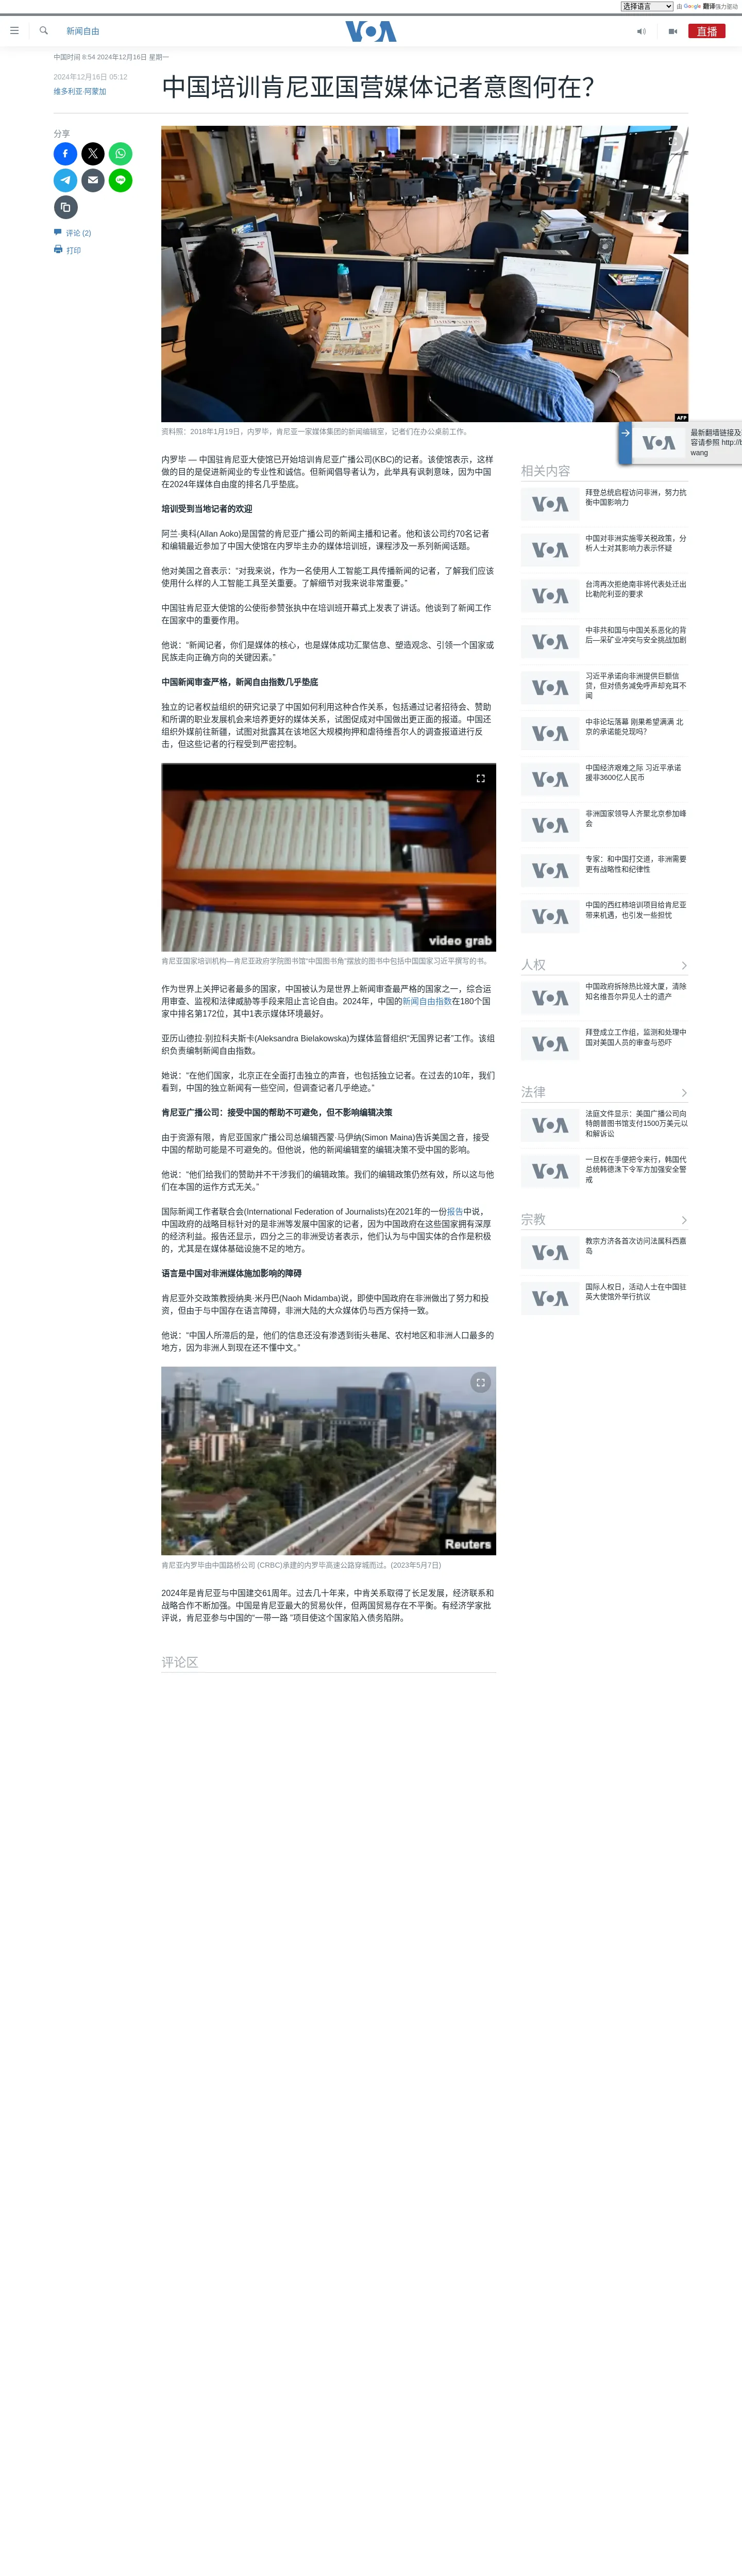 选择语言
由 Google 翻译强力驱动
新闻自由
VOA
直播
中国时间 8:54 2024年12月16日 星期一
2024年12月16日 05:12
维多利亚·阿蒙加
中国培训肯尼亚国营媒体记者意图何在？
分享
评论 (2)
打印
AFP
资料照：2018年1月19日，内罗毕，肯尼亚一家媒体集团的新闻编辑室，记者们在办公桌前工作。
最新翻墙链接及
容请参照 http://b
wang
内罗毕 — 中国驻肯尼亚大使馆已开始培训肯尼亚广播公司(KBC)的记者。该使馆表示，这样
做的目的是促进新闻业的专业性和诚信。但新闻倡导者认为，此举具有讽刺意味，因为中国
在2024年媒体自由度的排名几乎垫底。
培训受到当地记者的欢迎
阿兰·奥科(Allan Aoko)是国营的肯尼亚广播公司的新闻主播和记者。他和该公司约70名记者
和编辑最近参加了中国大使馆在内罗毕主办的媒体培训班，课程涉及一系列新闻话题。
他对美国之音表示：“对我来说，作为一名使用人工智能工具传播新闻的记者，了解我们应该
使用什么样的人工智能工具至关重要。了解细节对我来说非常重要。”
中国驻肯尼亚大使馆的公使衔参赞张执中在培训班开幕式上发表了讲话。他谈到了新闻工作
在国家中的重要作用。
他说：“新闻记者，你们是媒体的核心，也是媒体成功汇聚信息、塑造观念、引领一个国家或
民族走向正确方向的关键因素。”
中国新闻审查严格，新闻自由指数几乎垫底
独立的记者权益组织的研究记录了中国如何利用这种合作关系，包括通过记者招待会、赞助
和所谓的职业发展机会来培养更好的媒体关系，试图促成对中国做出更正面的报道。中国还
组织外媒前往新疆，试图对批露其在该地区大规模拘押和虐待维吾尔人的调查报道进行反
击，但这些记者的行程受到严密控制。
video grab
肯尼亚国家培训机构—肯尼亚政府学院图书馆“中国图书角”摆放的图书中包括中国国家习近平撰写的书。
作为世界上关押记者最多的国家，中国被认为是世界上新闻审查最严格的国家之一，综合运
用审查、监视和法律威胁等手段来阻止言论自由。2024年，中国的新闻自由指数在180个国
家中排名第172位，其中1表示媒体环境最好。
亚历山德拉·别拉科夫斯卡(Aleksandra Bielakowska)为媒体监督组织“无国界记者”工作。该组
织负责编制新闻自由指数。
她说：“在他们国家，北京正在全面打击独立的声音，也包括独立记者。在过去的10年，我们
看到，中国的独立新闻有一些空间，但调查记者几乎绝迹。”
肯尼亚广播公司：接受中国的帮助不可避免，但不影响编辑决策
由于资源有限，肯尼亚国家广播公司总编辑西蒙·马伊纳(Simon Maina)告诉美国之音，接受
中国的帮助可能是不可避免的。但他说，他的新闻编辑室的编辑决策不受中国的影响。
他说：“他们给我们的赞助并不干涉我们的编辑政策。我们的编辑政策仍然有效，所以这与他
们在本国的运作方式无关。”
国际新闻工作者联合会(International Federation of Journalists)在2021年的一份报告中说，
中国政府的战略目标针对的是非洲等发展中国家的记者，因为中国政府在这些国家拥有深厚
的经济利益。报告还显示，四分之三的非洲受访者表示，他们认为与中国实体的合作是积极
的，尤其是在媒体基础设施不足的地方。
语言是中国对非洲媒体施加影响的障碍
肯尼亚外交政策教授纳奥·米丹巴(Naoh Midamba)说，即使中国政府在非洲做出了努力和投
资，但由于与中国存在语言障碍，非洲大陆的大众媒体仍与西方保持一致。
他说：“中国人所滞后的是，他们的信息还没有渗透到街头巷尾、农村地区和非洲人口最多的
地方，因为非洲人到现在还不懂中文。”
Reuters
肯尼亚内罗毕由中国路桥公司 (CRBC)承建的内罗毕高速公路穿城而过。(2023年5月7日)
2024年是肯尼亚与中国建交61周年。过去几十年来，中肯关系取得了长足发展，经济联系和
战略合作不断加强。中国是肯尼亚最大的贸易伙伴，但两国贸易存在不平衡。有经济学家批
评说，肯尼亚参与中国的“一带一路 ”项目使这个国家陷入债务陷阱。
评论区
相关内容
拜登总统启程访问非洲，努力抗
衡中国影响力
中国对非洲实施零关税政策，分
析人士对其影响力表示怀疑
台湾再次拒绝南非将代表处迁出
比勒陀利亚的要求
中非共和国与中国关系恶化的背
后—采矿业冲突与安全挑战加剧
习近平承诺向非洲提供巨额信
贷，但对债务减免呼声却充耳不
闻
中非论坛落幕 刚果希望满满 北
京的承诺能兑现吗？
中国经济艰难之际 习近平承诺
援非3600亿人民币
非洲国家领导人齐聚北京参加峰
会
专家：和中国打交道，非洲需要
更有战略性和纪律性
中国的西红柿培训项目给肯尼亚
带来机遇，也引发一些担忧
人权
中国政府拆除热比娅大厦，清除
知名维吾尔异见人士的遗产
拜登成立工作组，监测和处理中
国对美国人员的审查与恐吓
法律
法庭文件显示：美国广播公司向
特朗普图书馆支付1500万美元以
和解诉讼
一旦权在手便把令来行，韩国代
总统韩德洙下令军方加强安全警
戒
宗教
教宗方济各首次访问法属科西嘉
岛
国际人权日，活动人士在中国驻
英大使馆外举行抗议